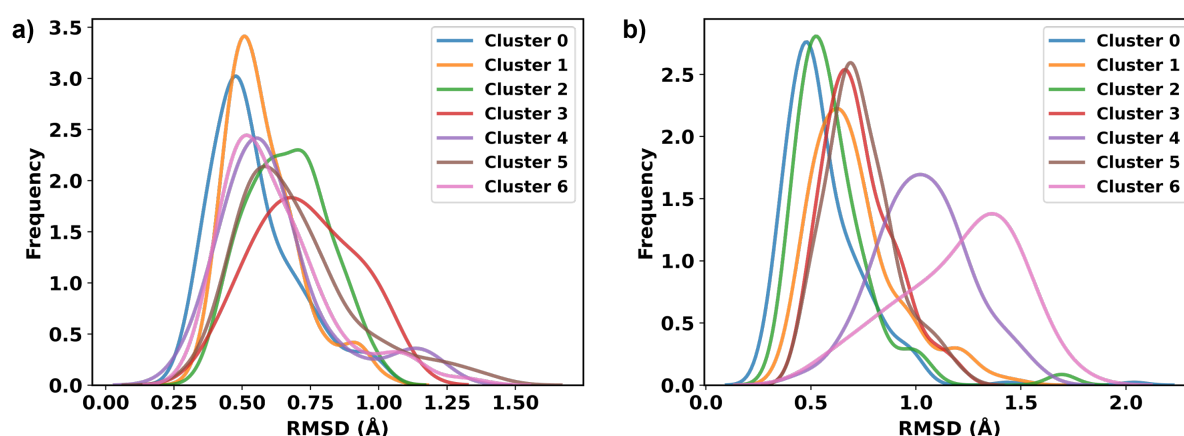 a)
3.5
3.0
2.5
2.0
1.5
1.0
0.5
0.0
Frequency
0.00 0.25 0.50 0.75 1.00 1.25 1.50
RMSD (Å)
Cluster 0
Cluster 1
Cluster 2
Cluster 3
Cluster 4
Cluster 5
Cluster 6
b)
2.5
2.0
1.5
1.0
0.5
0.0
Frequency
0.0 0.5 1.0 1.5 2.0
RMSD (Å)
Cluster 0
Cluster 1
Cluster 2
Cluster 3
Cluster 4
Cluster 5
Cluster 6